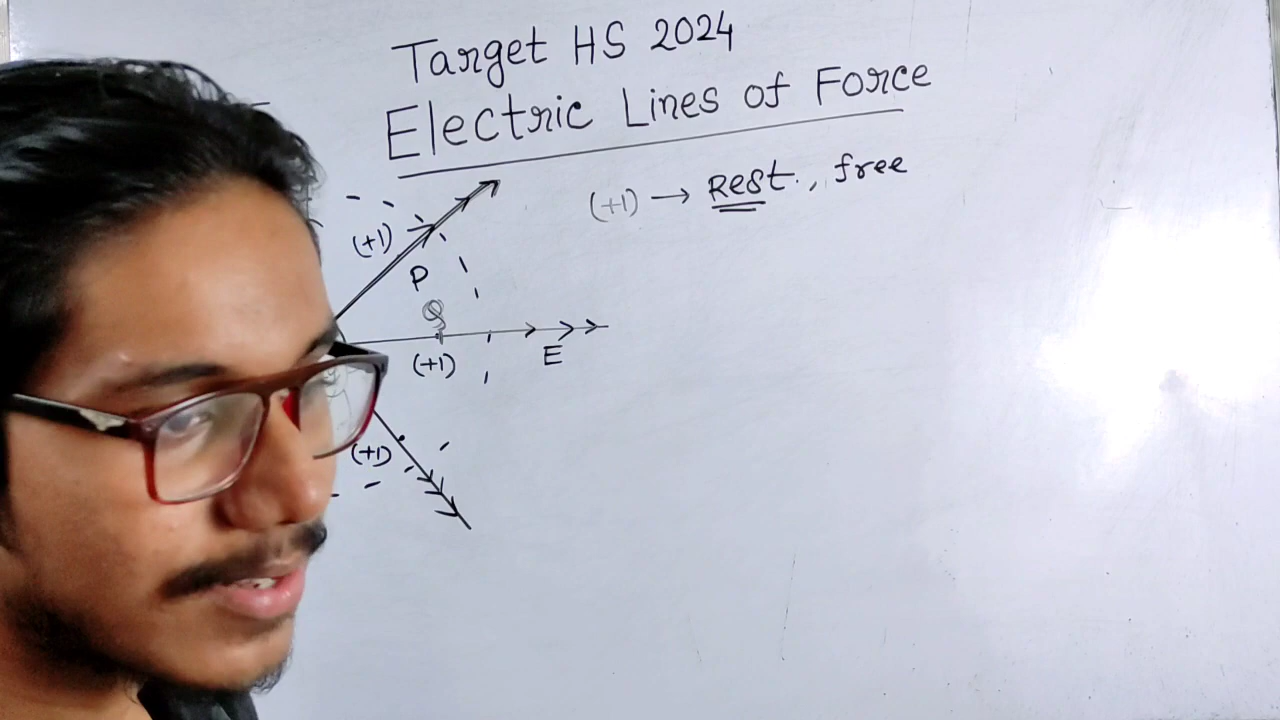 Target HS 2024
Electric Lines of Force
(+1) → Rest., free
(+1)
P
Q
(+1)
E
(+1)